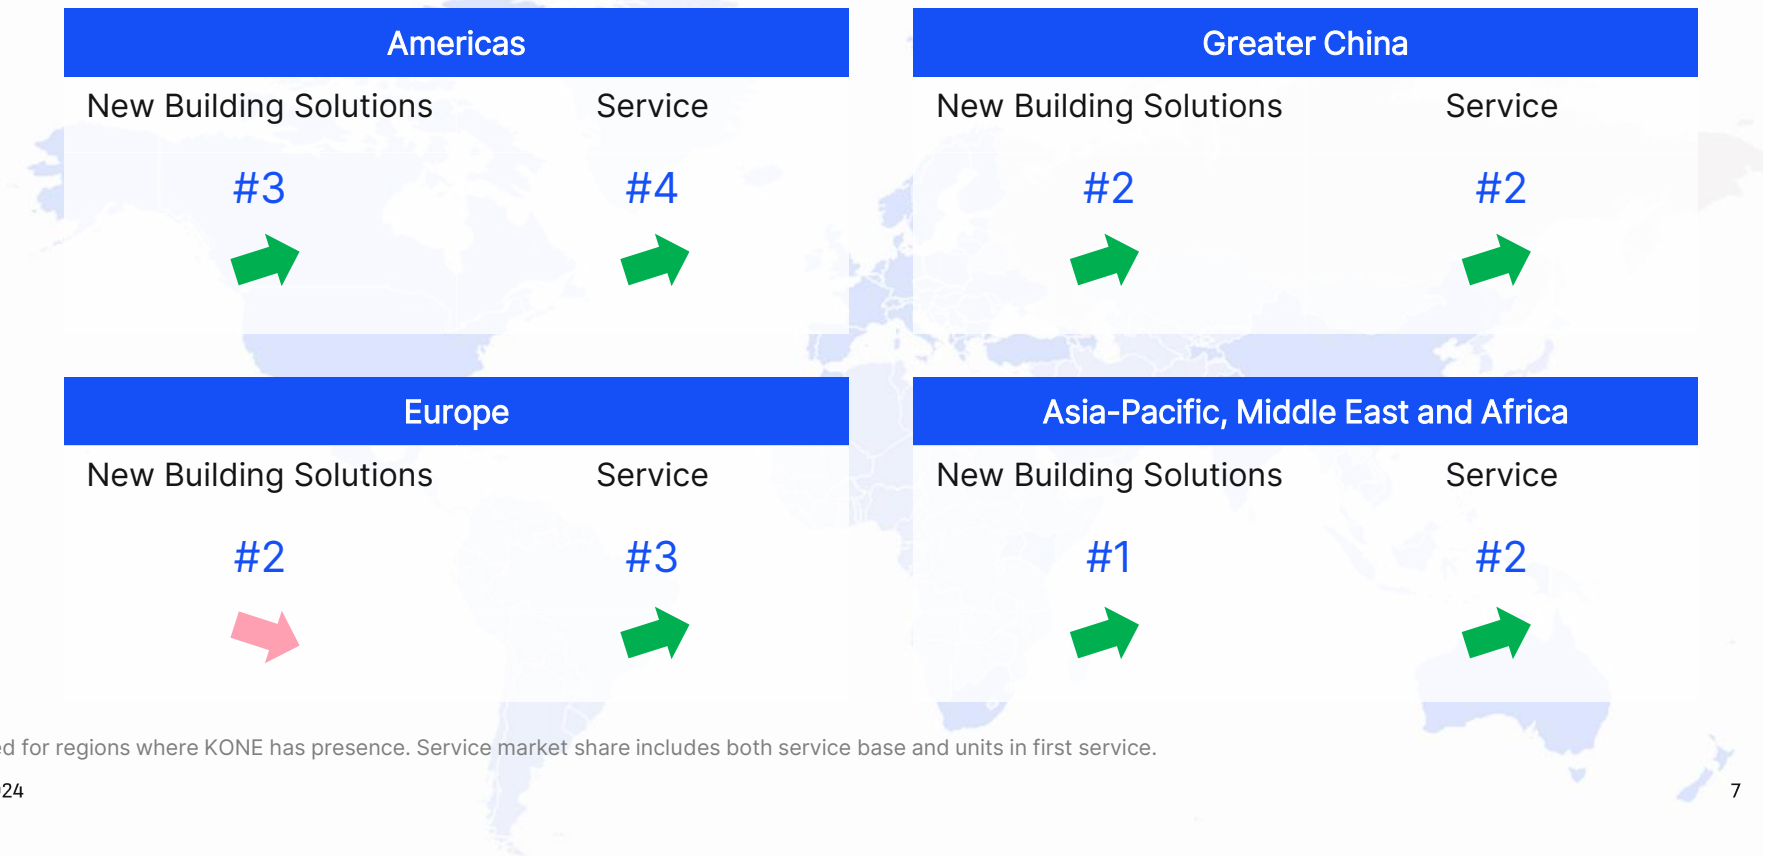 Americas
New Building Solutions Service
#3 #4
Greater China
New Building Solutions Service
#2 #2
Europe
New Building Solutions Service
#2 #3
Asia-Pacific, Middle East and Africa
New Building Solutions Service
#1 #2
for regions where KONE has presence. Service market share includes both service base and units in first service.
7